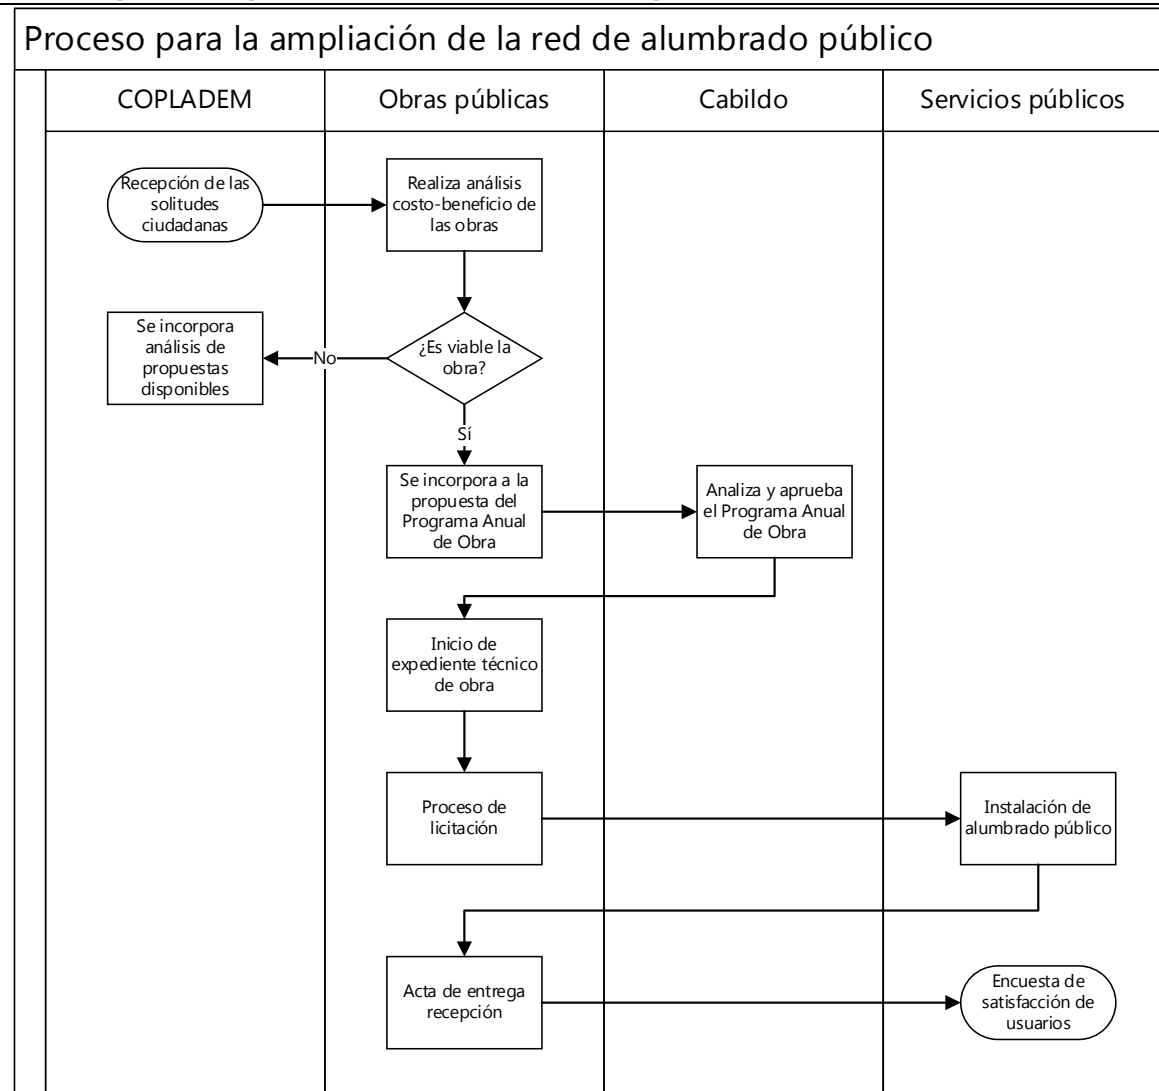 Proceso para la ampliación de la red de alumbrado público
COPLADEM
Obras públicas
Cabildo
Servicios públicos
Recepción de las
solitudes
ciudadanas
Realiza análisis
costo-beneficio de
las obras
Se incorpora
análisis de
propuestas
disponibles
No
¿Es viable la
obra?
Sí
Se incorpora a la
propuesta del
Programa Anual
de Obra
Analiza y aprueba
el Programa Anual
de Obra
Inicio de
expediente técnico
de obra
Proceso de
licitación
Instalación de
alumbrado público
Acta de entrega
recepción
Encuesta de
satisfacción de
usuarios